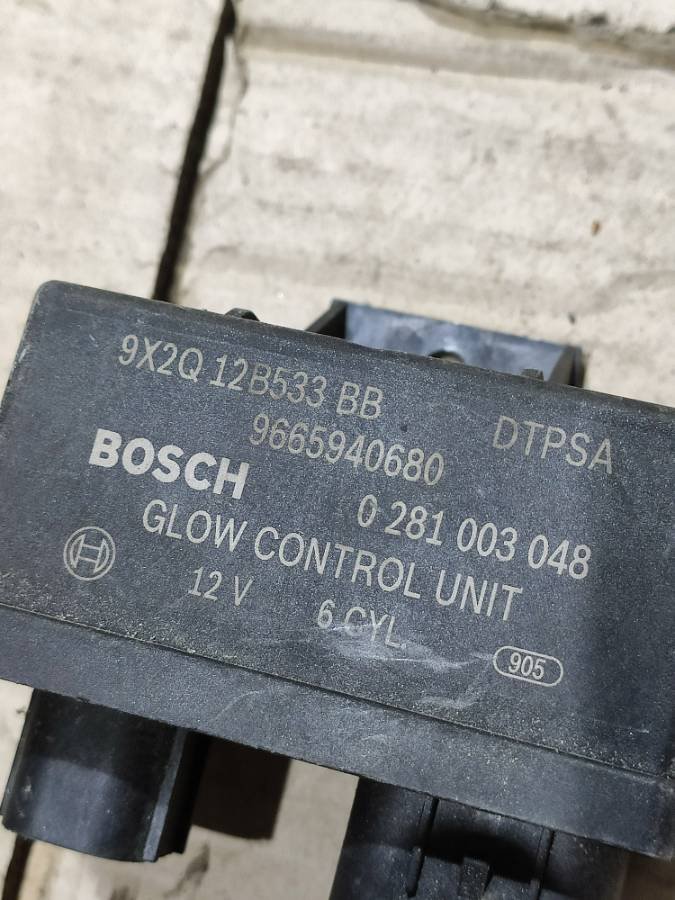 9X2Q 12B533 BB
9665940680 DTPSA
BOSCH 0 281 003 048
GLOW CONTROL UNIT
12 V 6 CYL.
905